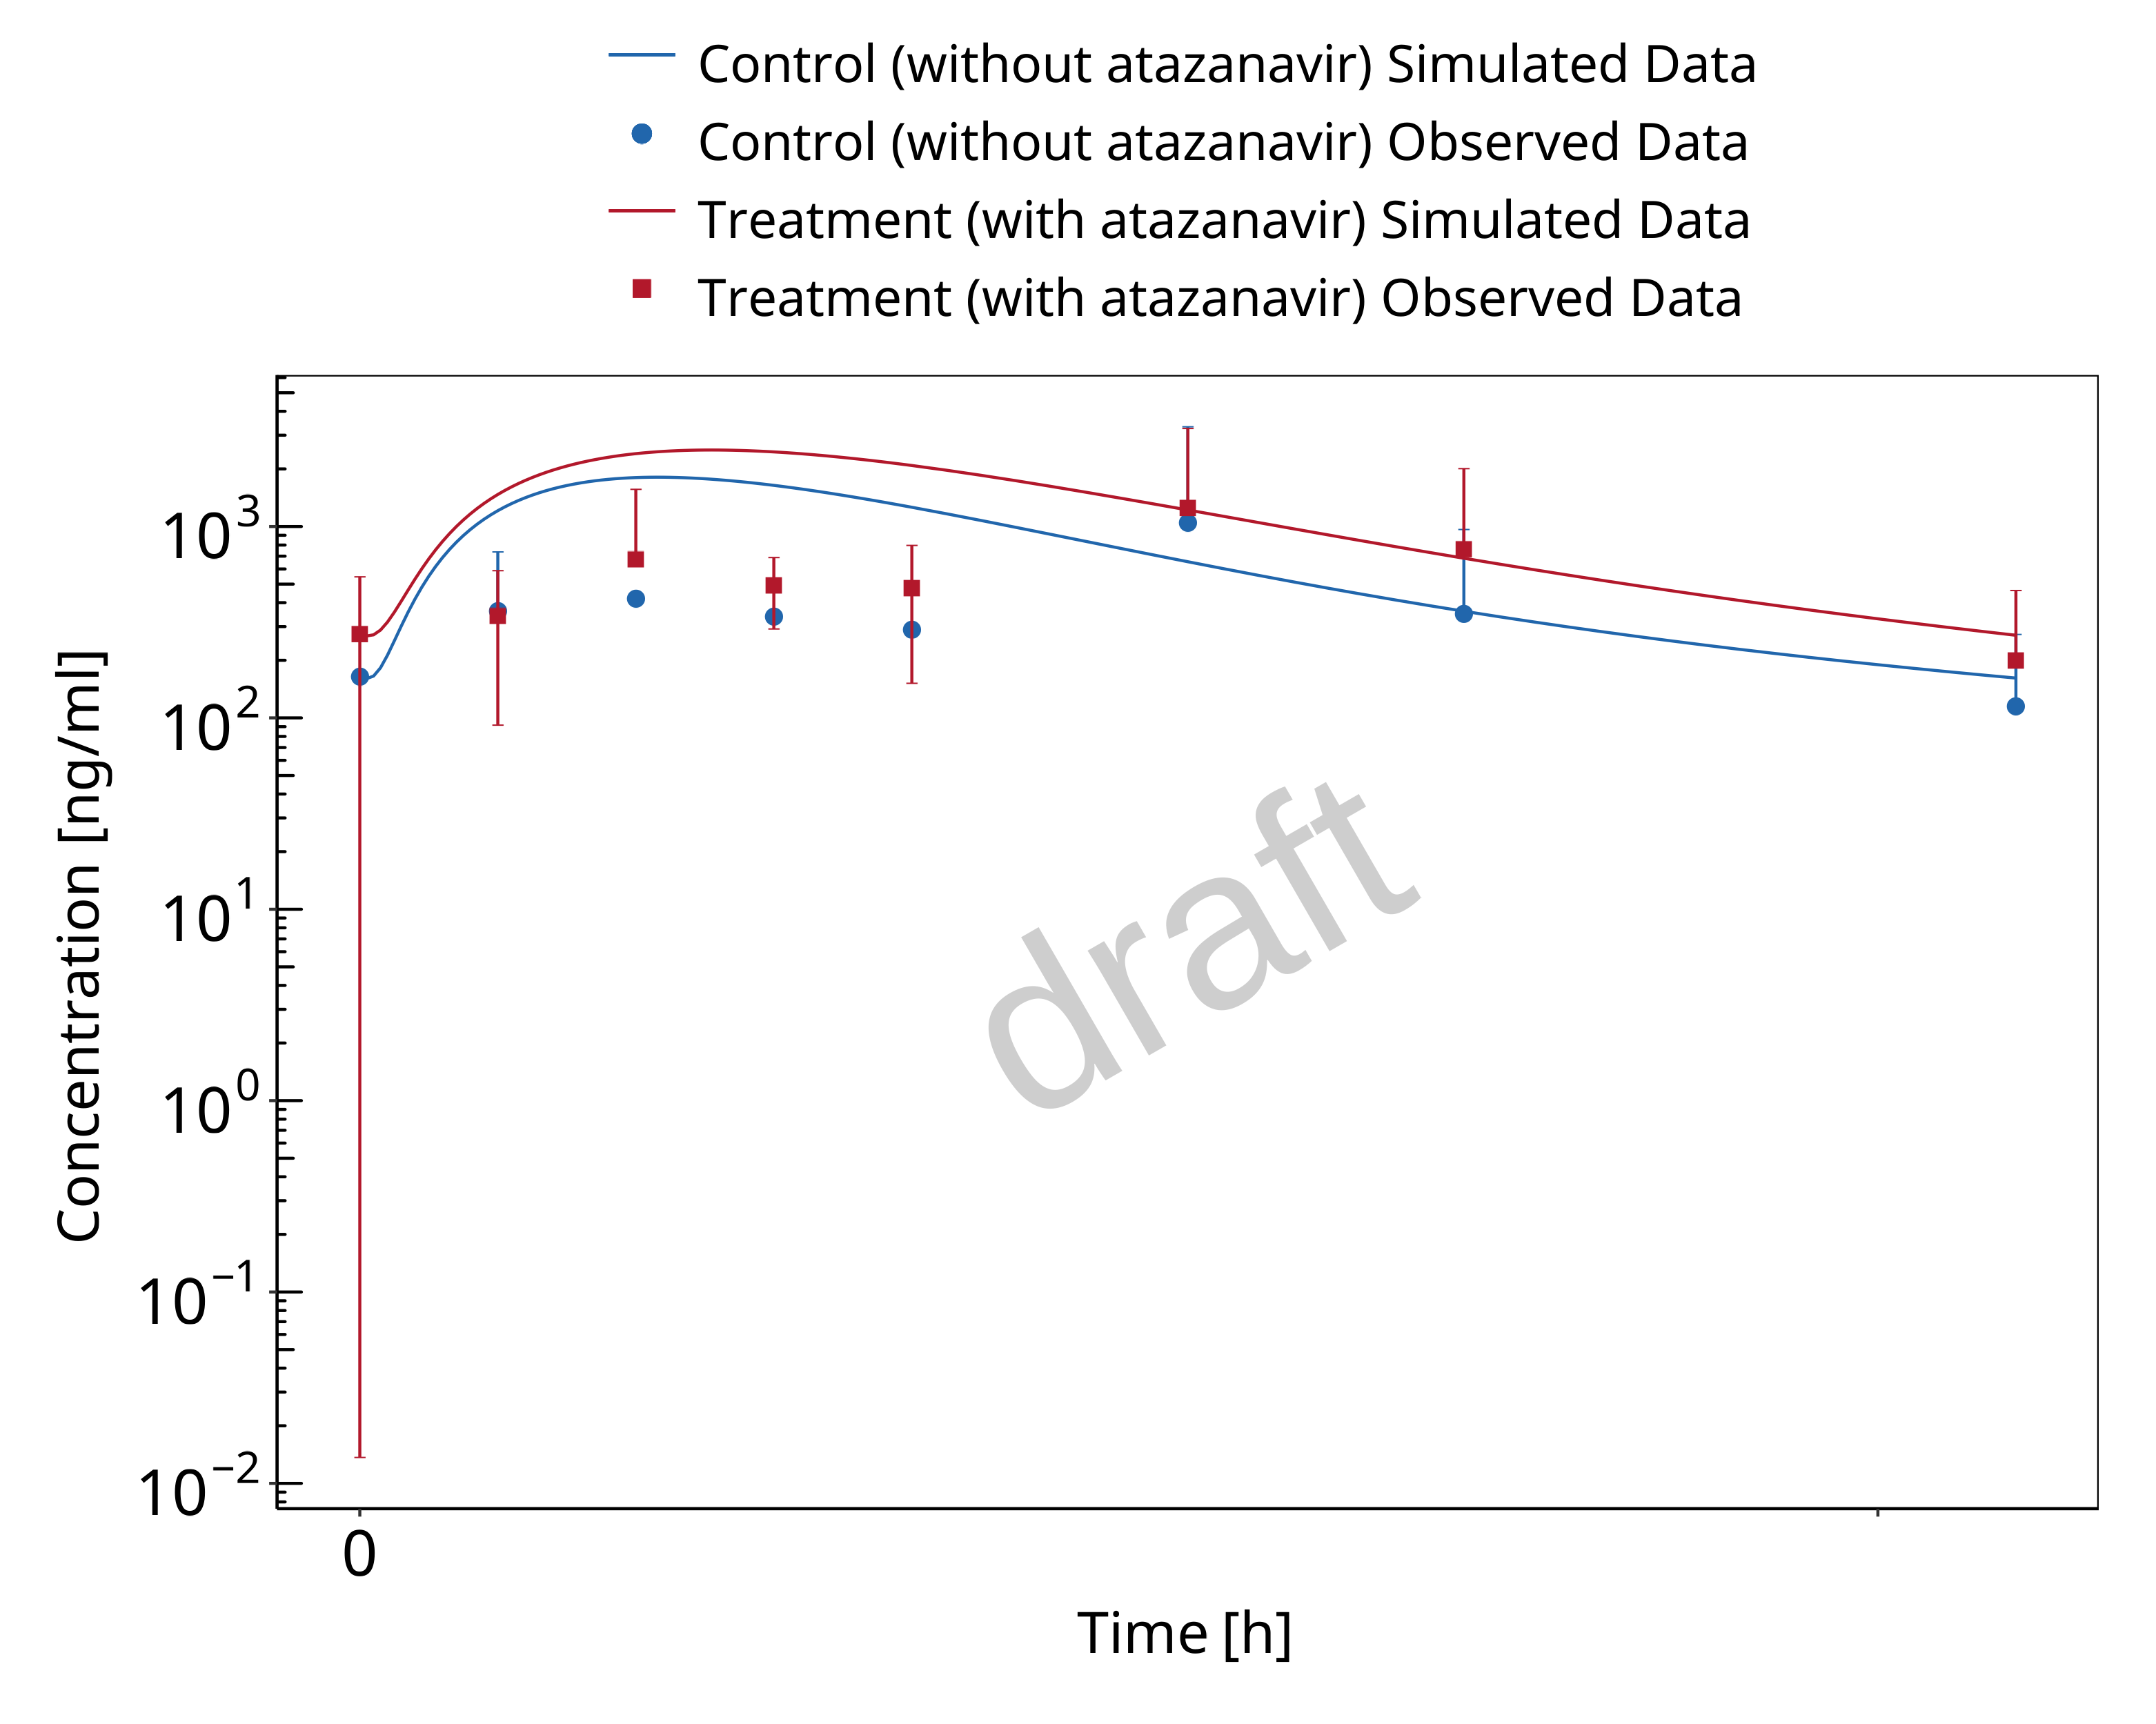 Control (without atazanavir) Simulated Data
Control (without atazanavir) Observed Data
Treatment (with atazanavir) Simulated Data
Treatment (with atazanavir) Observed Data
Concentration [ng/ml]
10³
10²
10¹
10⁰
10⁻¹
10⁻²
draft
0
Time [h]